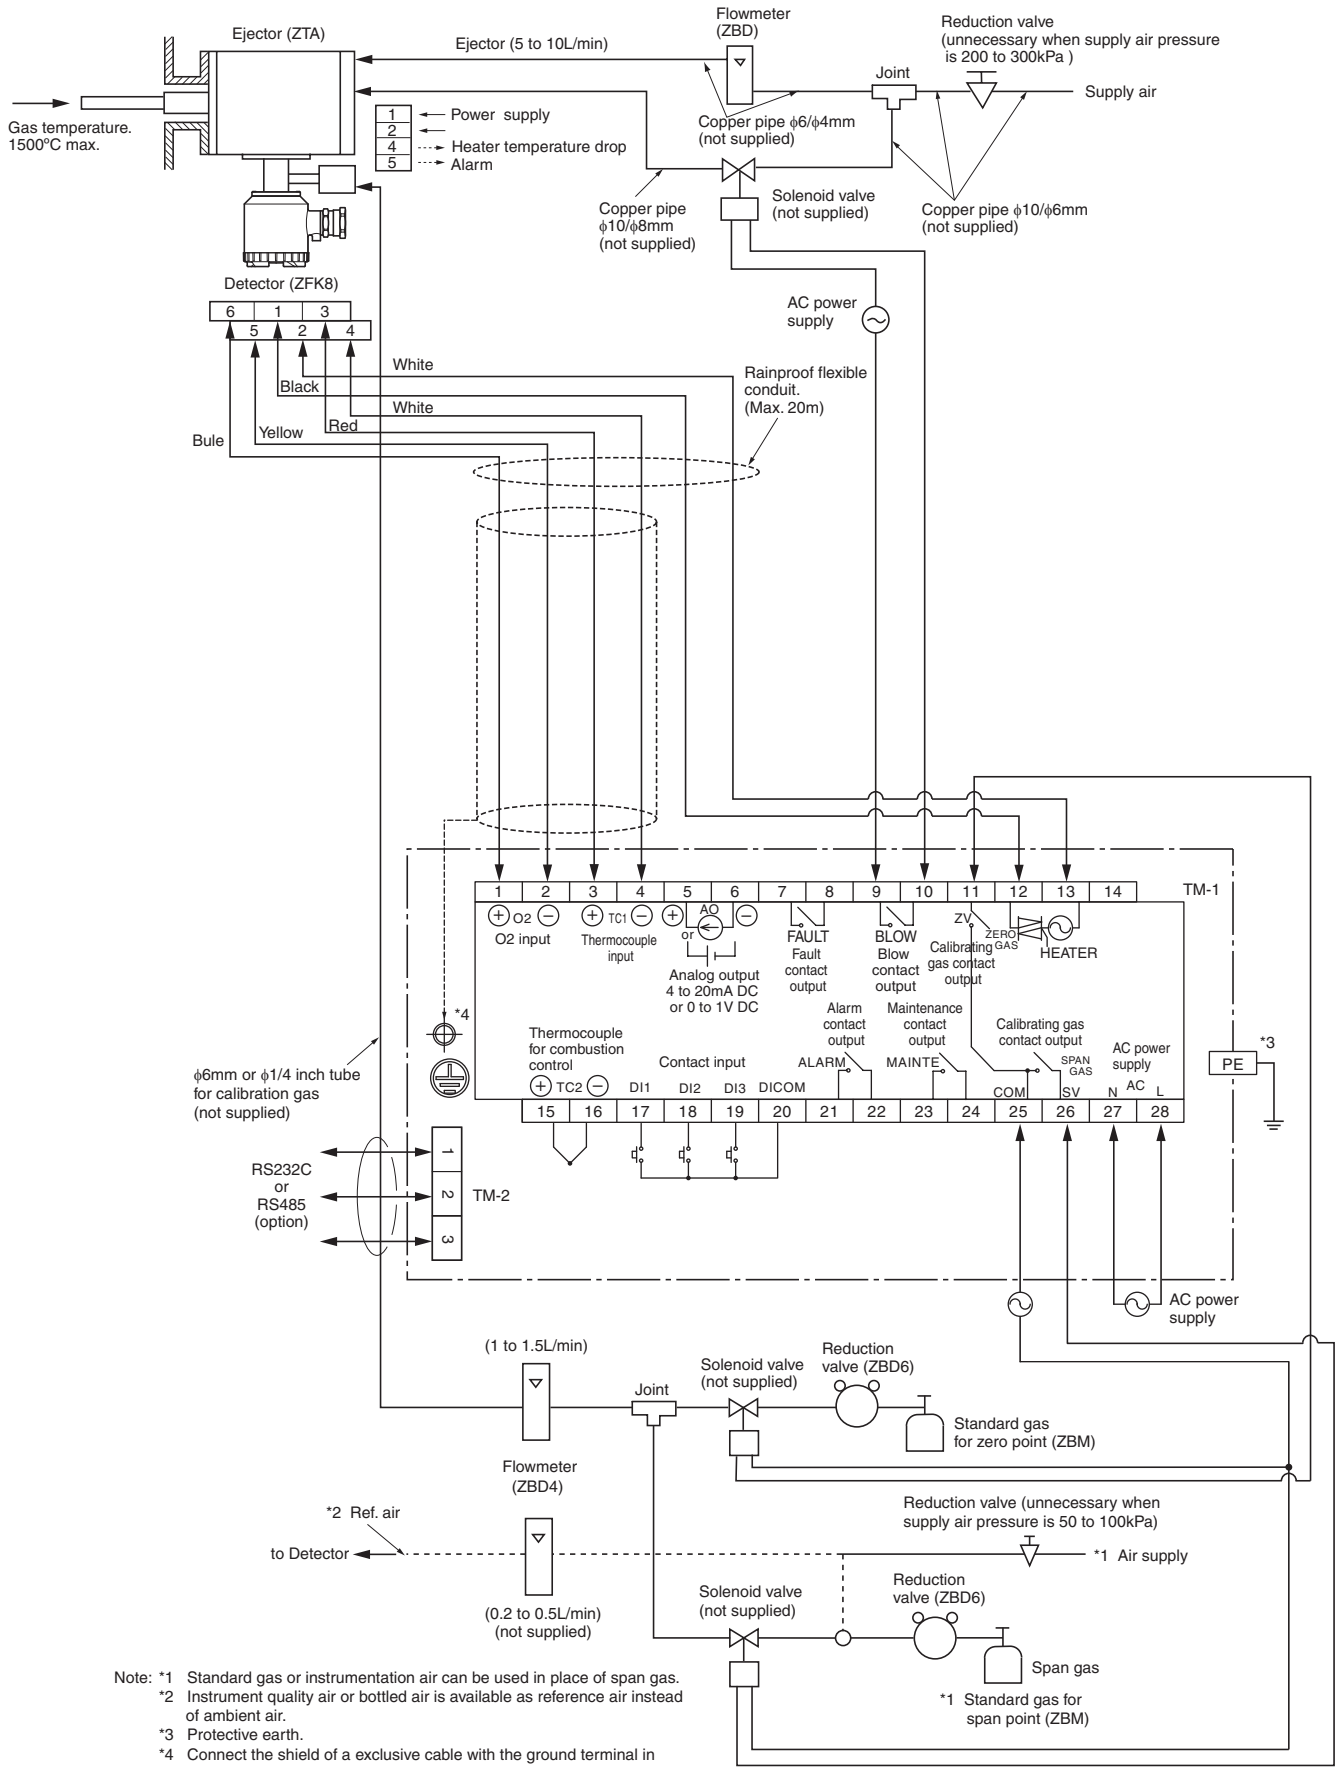 Ejector (ZTA)
Gas temperature.
1500°C max.
Ejector (5 to 10L/min)
Flowmeter
(ZBD)
Reduction valve
(unnecessary when supply air pressure
is 200 to 300kPa )
Joint
Supply air
1 Power supply
2
4 Heater temperature drop
5 Alarm
Copper pipe ϕ6/ϕ4mm
(not supplied)
Copper pipe
ϕ10/ϕ8mm
(not supplied)
Solenoid valve
(not supplied)
Copper pipe ϕ10/ϕ6mm
(not supplied)
Detector (ZFK8)
6 1 3
5 2 4
AC power
supply
White
Black
White
Red
Yellow
Bule
Rainproof flexible
conduit.
(Max. 20m)
1 2 3 4 5 6 7 8 9 10 11 12 13 14
TM-1
+ O2 −
O2 input
+ TC1 −
Thermocouple
input
+ AO −
or
Analog output
4 to 20mA DC
or 0 to 1V DC
FAULT
Fault
contact
output
BLOW
Blow
contact
output
ZV
ZERO
GAS
Calibrating
gas contact
output
HEATER
*4
Thermocouple
for combustion
control
+ TC2 −
Contact input
DI1 DI2 DI3 DICOM
Alarm
contact
output
ALARM
Maintenance
contact
output
MAINTE
Calibrating gas
contact output
SPAN
GAS
COM SV
AC power
supply
N AC L
*3
PE
15 16 17 18 19 20 21 22 23 24 25 26 27 28
ϕ6mm or ϕ1/4 inch tube
for calibration gas
(not supplied)
RS232C
or
RS485
(option)
1
2
3
TM-2
AC power
supply
(1 to 1.5L/min)
Joint
Solenoid valve
(not supplied)
Reduction
valve (ZBD6)
Standard gas
for zero point (ZBM)
Flowmeter
(ZBD4)
*2 Ref. air
to Detector
Reduction valve (unnecessary when
supply air pressure is 50 to 100kPa)
*1 Air supply
(0.2 to 0.5L/min)
(not supplied)
Solenoid valve
(not supplied)
Reduction
valve (ZBD6)
Span gas
*1 Standard gas for
span point (ZBM)
Note: *1 Standard gas or instrumentation air can be used in place of span gas.
*2 Instrument quality air or bottled air is available as reference air instead
of ambient air.
*3 Protective earth.
*4 Connect the shield of a exclusive cable with the ground terminal in